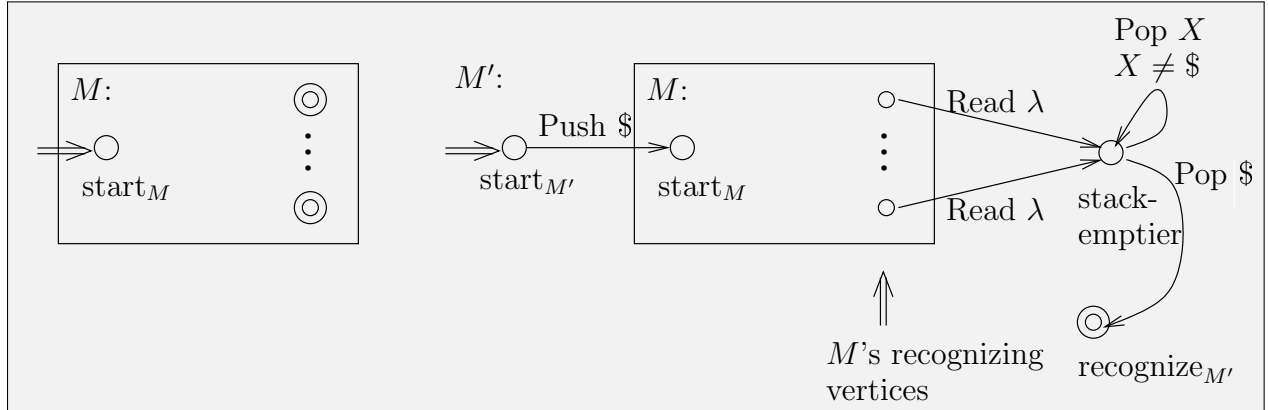 M:
start_M
M′:
Push $
start_M′
M:
start_M
Read λ
Read λ
Pop X
X ≠ $
Pop $
stack-
emptier
M's recognizing
vertices
recognize_M′